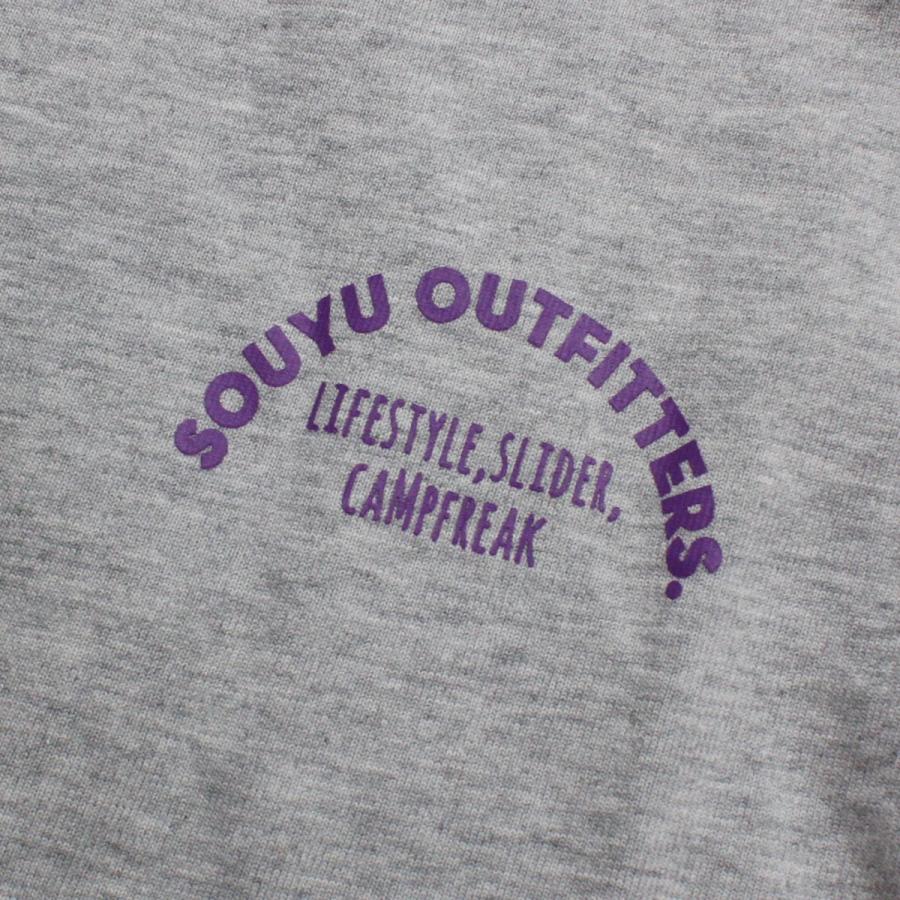 SOUYU OUTFITTERS.
LIFESTYLE,SLIDER,
CAMPFREAK